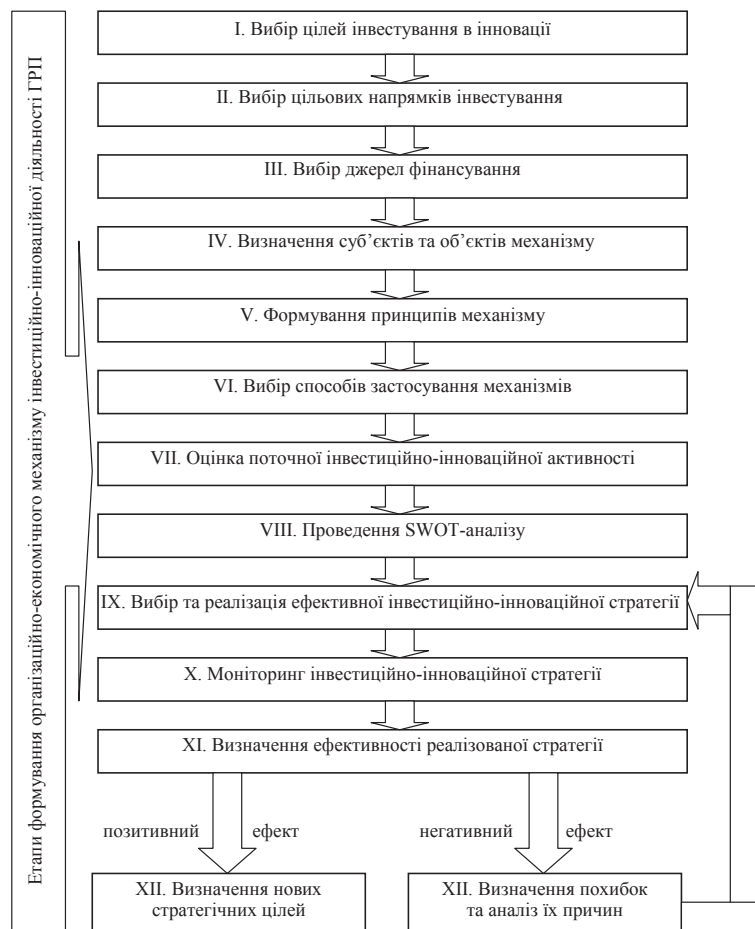 Етапи формування організаційно-економічного механізму інвестиційно-інноваційної діяльності ГРП
I. Вибір цілей інвестування в інновації
II. Вибір цільових напрямків інвестування
III. Вибір джерел фінансування
IV. Визначення суб’єктів та об’єктів механізму
V. Формування принципів механізму
VI. Вибір способів застосування механізмів
VII. Оцінка поточної інвестиційно-інноваційної активності
VIII. Проведення SWOT-аналізу
IX. Вибір та реалізація ефективної інвестиційно-інноваційної стратегії
X. Моніторинг інвестиційно-інноваційної стратегії
XI. Визначення ефективності реалізованої стратегії
позитивний ефект
негативний ефект
XII. Визначення нових
стратегічних цілей
XII. Визначення похибок
та аналіз їх причин